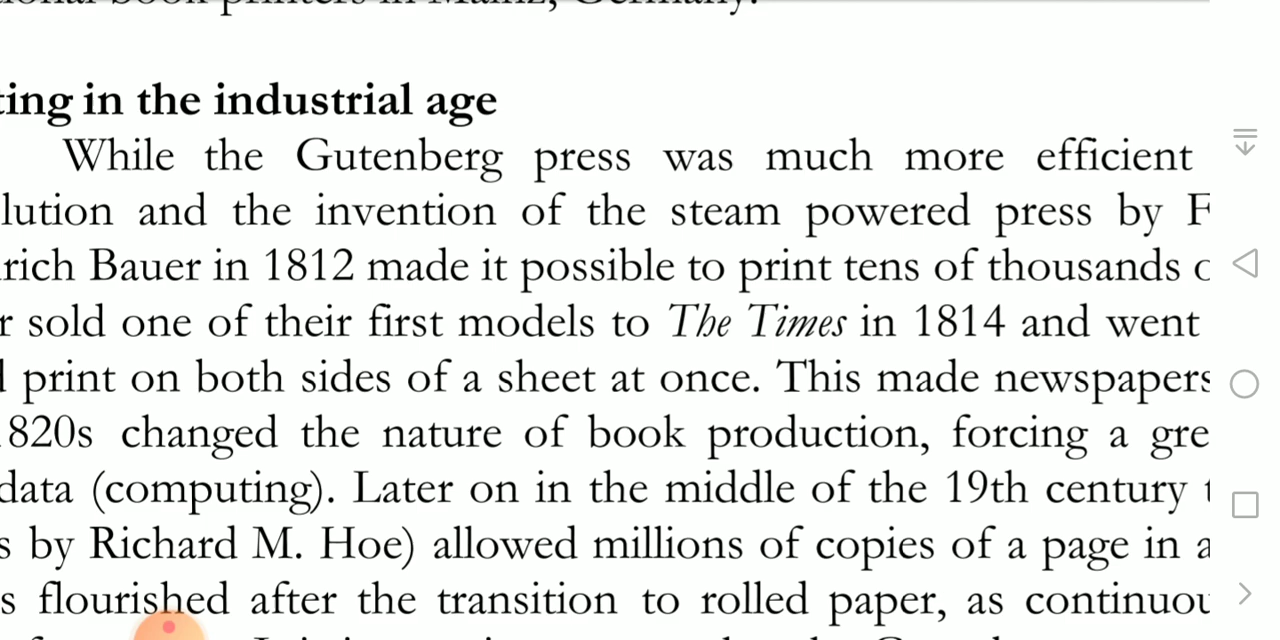 printers in Mainz, Germany.
ting in the industrial age
While the Gutenberg press was much more efficient
lution and the invention of the steam powered press by F
rich Bauer in 1812 made it possible to print tens of thousands
r sold one of their first models to The Times in 1814 and went
print on both sides of a sheet at once. This made newspapers
1820s changed the nature of book production, forcing a gre
data (computing). Later on in the middle of the 19th century
s by Richard M. Hoe) allowed millions of copies of a page in a
s flourished after the transition to rolled paper, as continuou